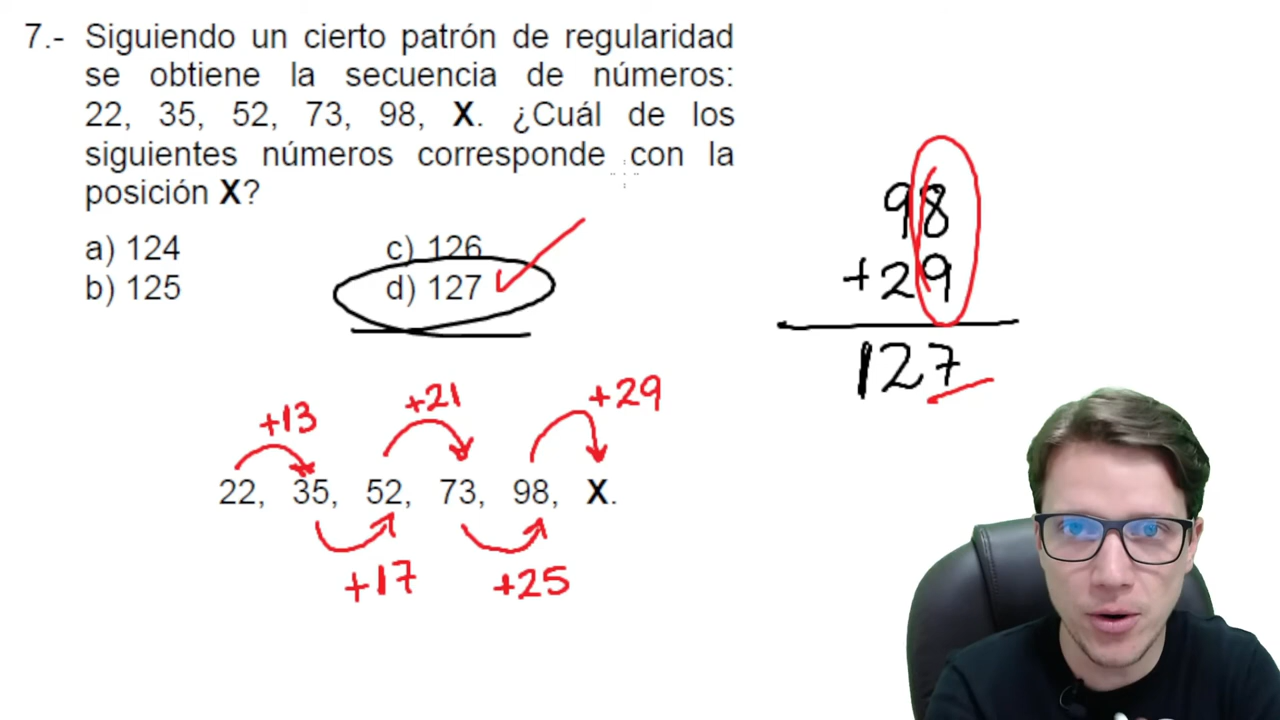 7.- Siguiendo un cierto patrón de regularidad
se obtiene la secuencia de números:
22, 35, 52, 73, 98, X. ¿Cuál de los
siguientes números corresponde con la
posición X?
a) 124
c) 126
b) 125
d) 127
98
+29
127
+13
+21
+29
22, 35, 52, 73, 98, X.
+17
+25